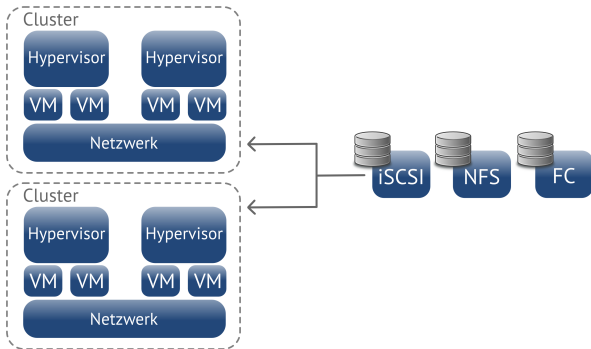 Cluster
Hypervisor Hypervisor
VM VM VM VM
Netzwerk
iSCSI NFS FC
Cluster
Hypervisor Hypervisor
VM VM VM VM
Netzwerk